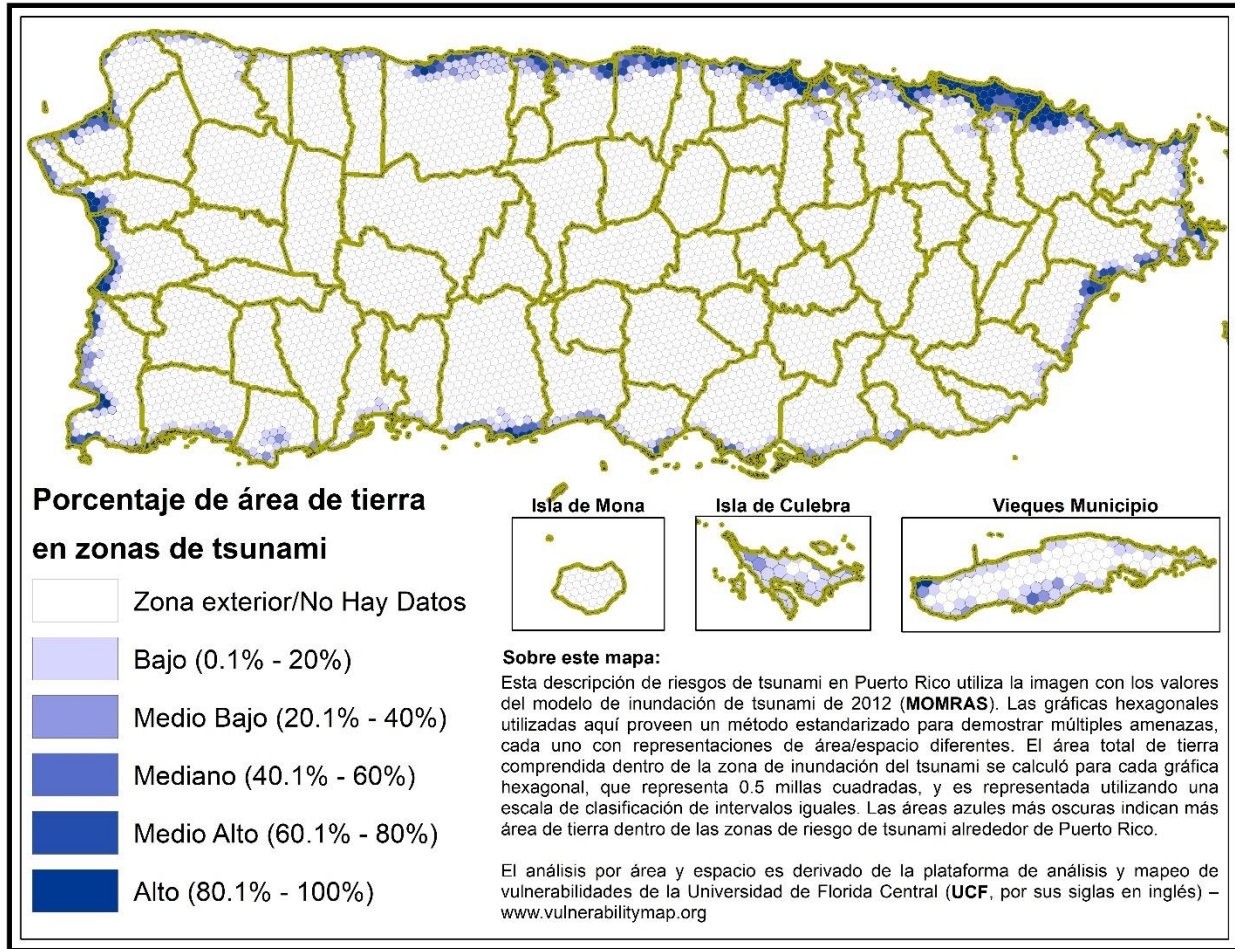 Porcentaje de área de tierra
en zonas de tsunami
Zona exterior/No Hay Datos
Bajo (0.1% - 20%)
Medio Bajo (20.1% - 40%)
Mediano (40.1% - 60%)
Medio Alto (60.1% - 80%)
Alto (80.1% - 100%)
Isla de Mona
Isla de Culebra
Vieques Municipio
Sobre este mapa:
Esta descripción de riesgos de tsunami en Puerto Rico utiliza la imagen con los valores
del modelo de inundación de tsunami de 2012 (MOMRAS). Las gráficas hexagonales
utilizadas aquí proveen un método estandarizado para demostrar múltiples amenazas,
cada uno con representaciones de área/espacio diferentes. El área total de tierra
comprendida dentro de la zona de inundación del tsunami se calculó para cada gráfica
hexagonal, que representa 0.5 millas cuadradas, y es representada utilizando una
escala de clasificación de intervalos iguales. Las áreas azules más oscuras indican más
área de tierra dentro de las zonas de riesgo de tsunami alrededor de Puerto Rico.
El análisis por área y espacio es derivado de la plataforma de análisis y mapeo de
vulnerabilidades de la Universidad de Florida Central (UCF, por sus siglas en inglés) –
www.vulnerabilitymap.org